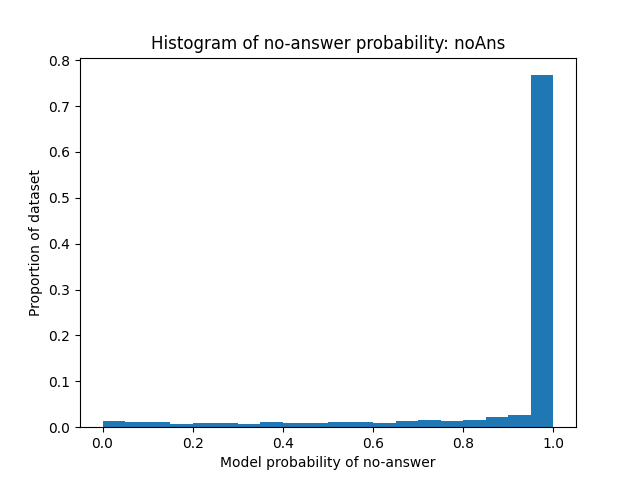 Histogram of no-answer probability: noAns
0.8
0.7
0.6
0.5
0.4
0.3
0.2
0.1
0.0
Proportion of dataset
0.0 0.2 0.4 0.6 0.8 1.0
Model probability of no-answer